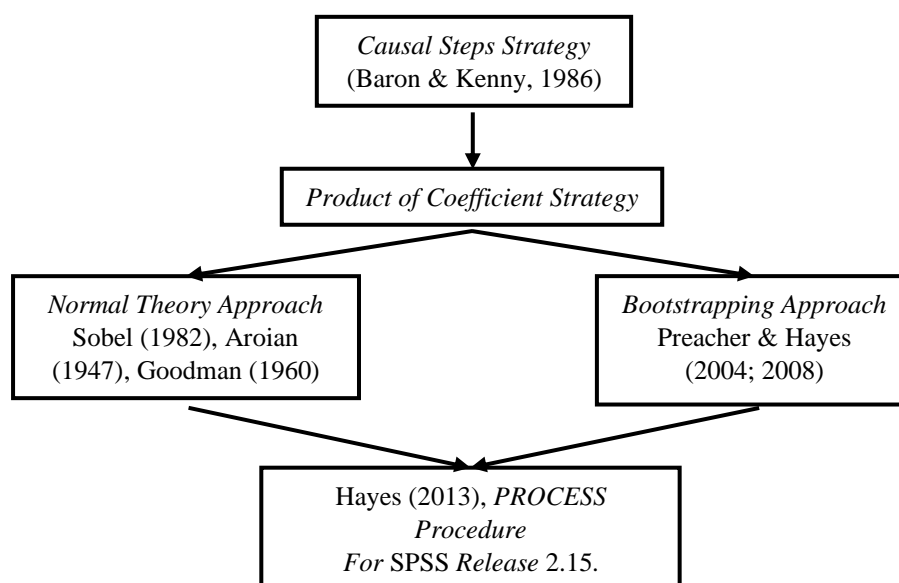 Causal Steps Strategy
(Baron & Kenny, 1986)
Product of Coefficient Strategy
Normal Theory Approach
Sobel (1982), Aroian
(1947), Goodman (1960)
Bootstrapping Approach
Preacher & Hayes
(2004; 2008)
Hayes (2013), PROCESS
Procedure
For SPSS Release 2.15.